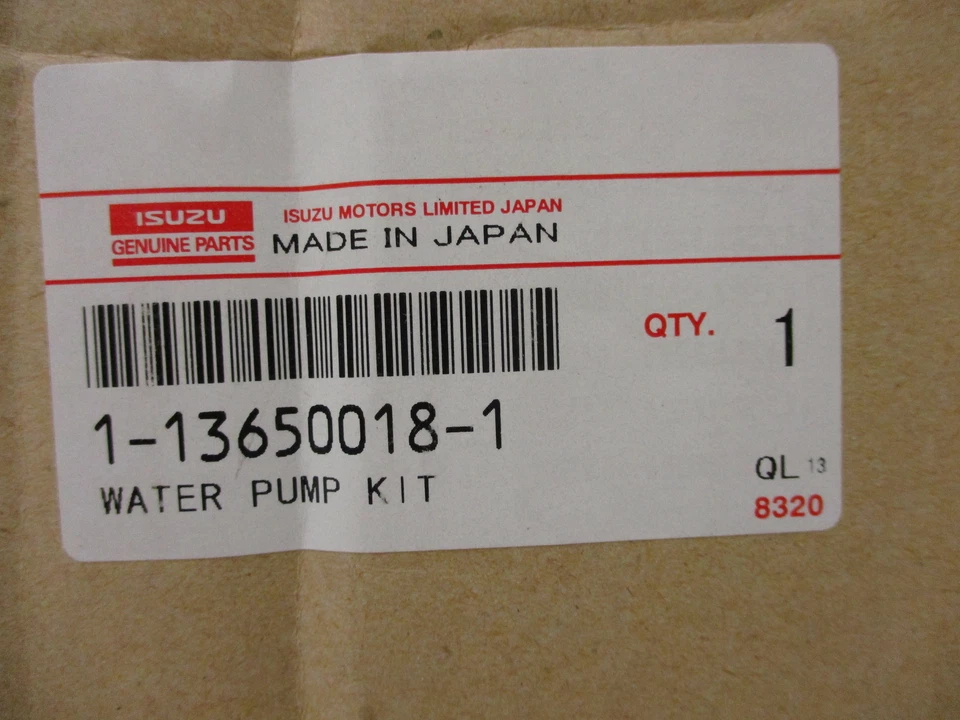 ISUZU
GENUINE PARTS
ISUZU MOTORS LIMITED JAPAN
MADE IN JAPAN
QTY. 1
1-13650018-1
WATER PUMP KIT
QL 13
8320